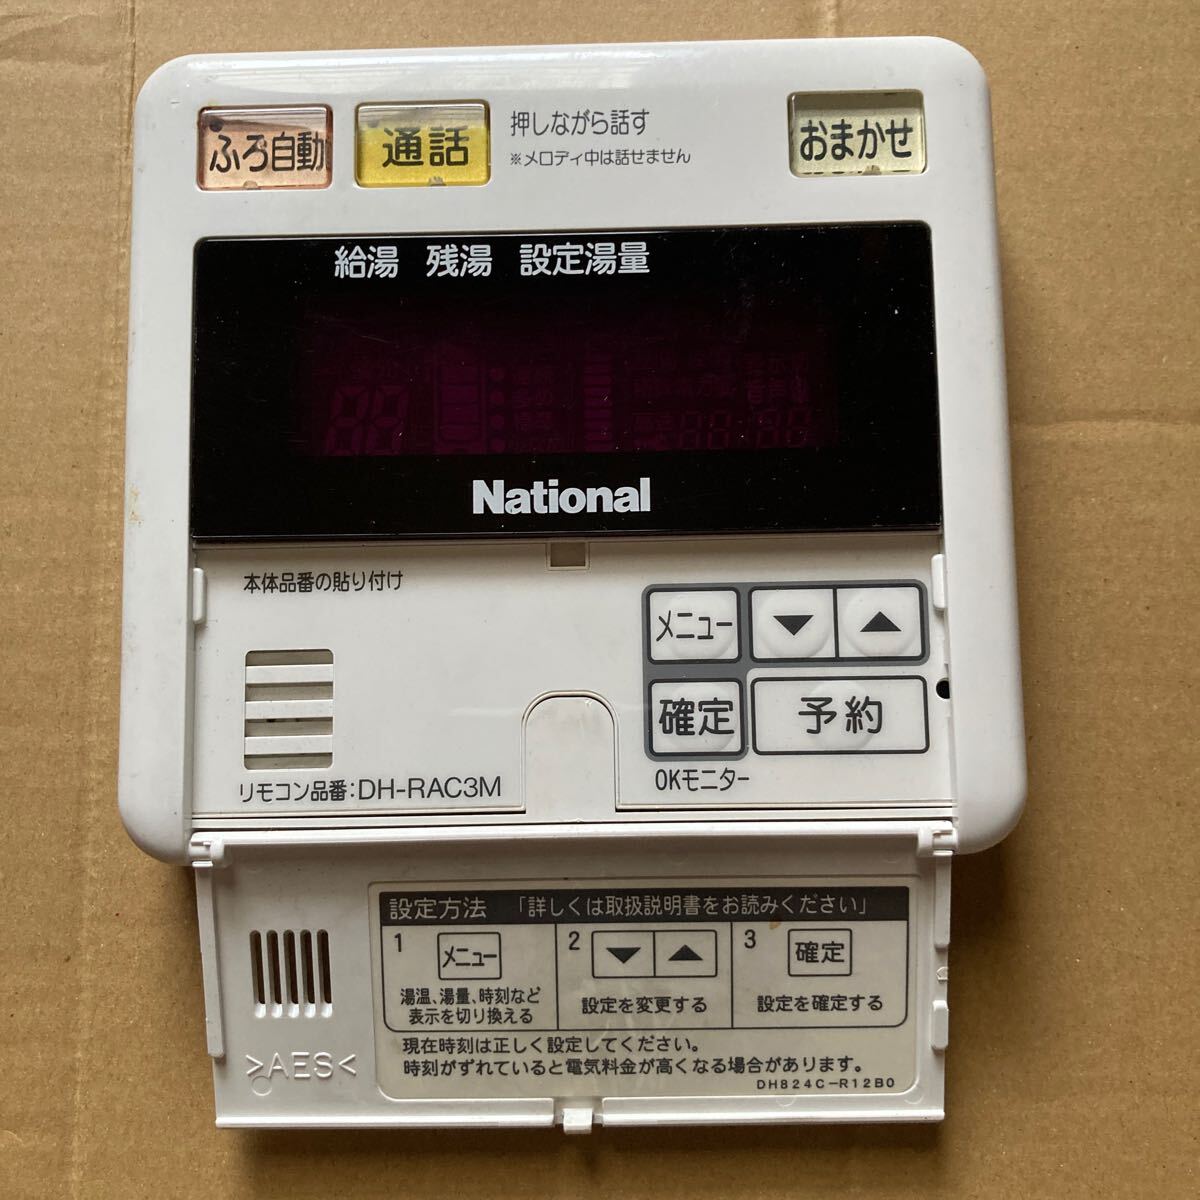 ふろ自動
通話
押しながら話す
※メロディ中は話せません
おまかせ
給湯 残湯 設定湯量
National
本体品番の貼り付け
メニュー
▼ ▲
確定
予約
OKモニター
リモコン品番:DH-RAC3M
設定方法 「詳しくは取扱説明書をお読みください」
1 メニュー
湯温、湯量、時刻など
表示を切り換える
2 ▼ ▲
設定を変更する
3 確定
設定を確定する
現在時刻は正しく設定してください。
時刻がずれていると電気料金が高くなる場合があります。
DH824C-R12B0
>AES<